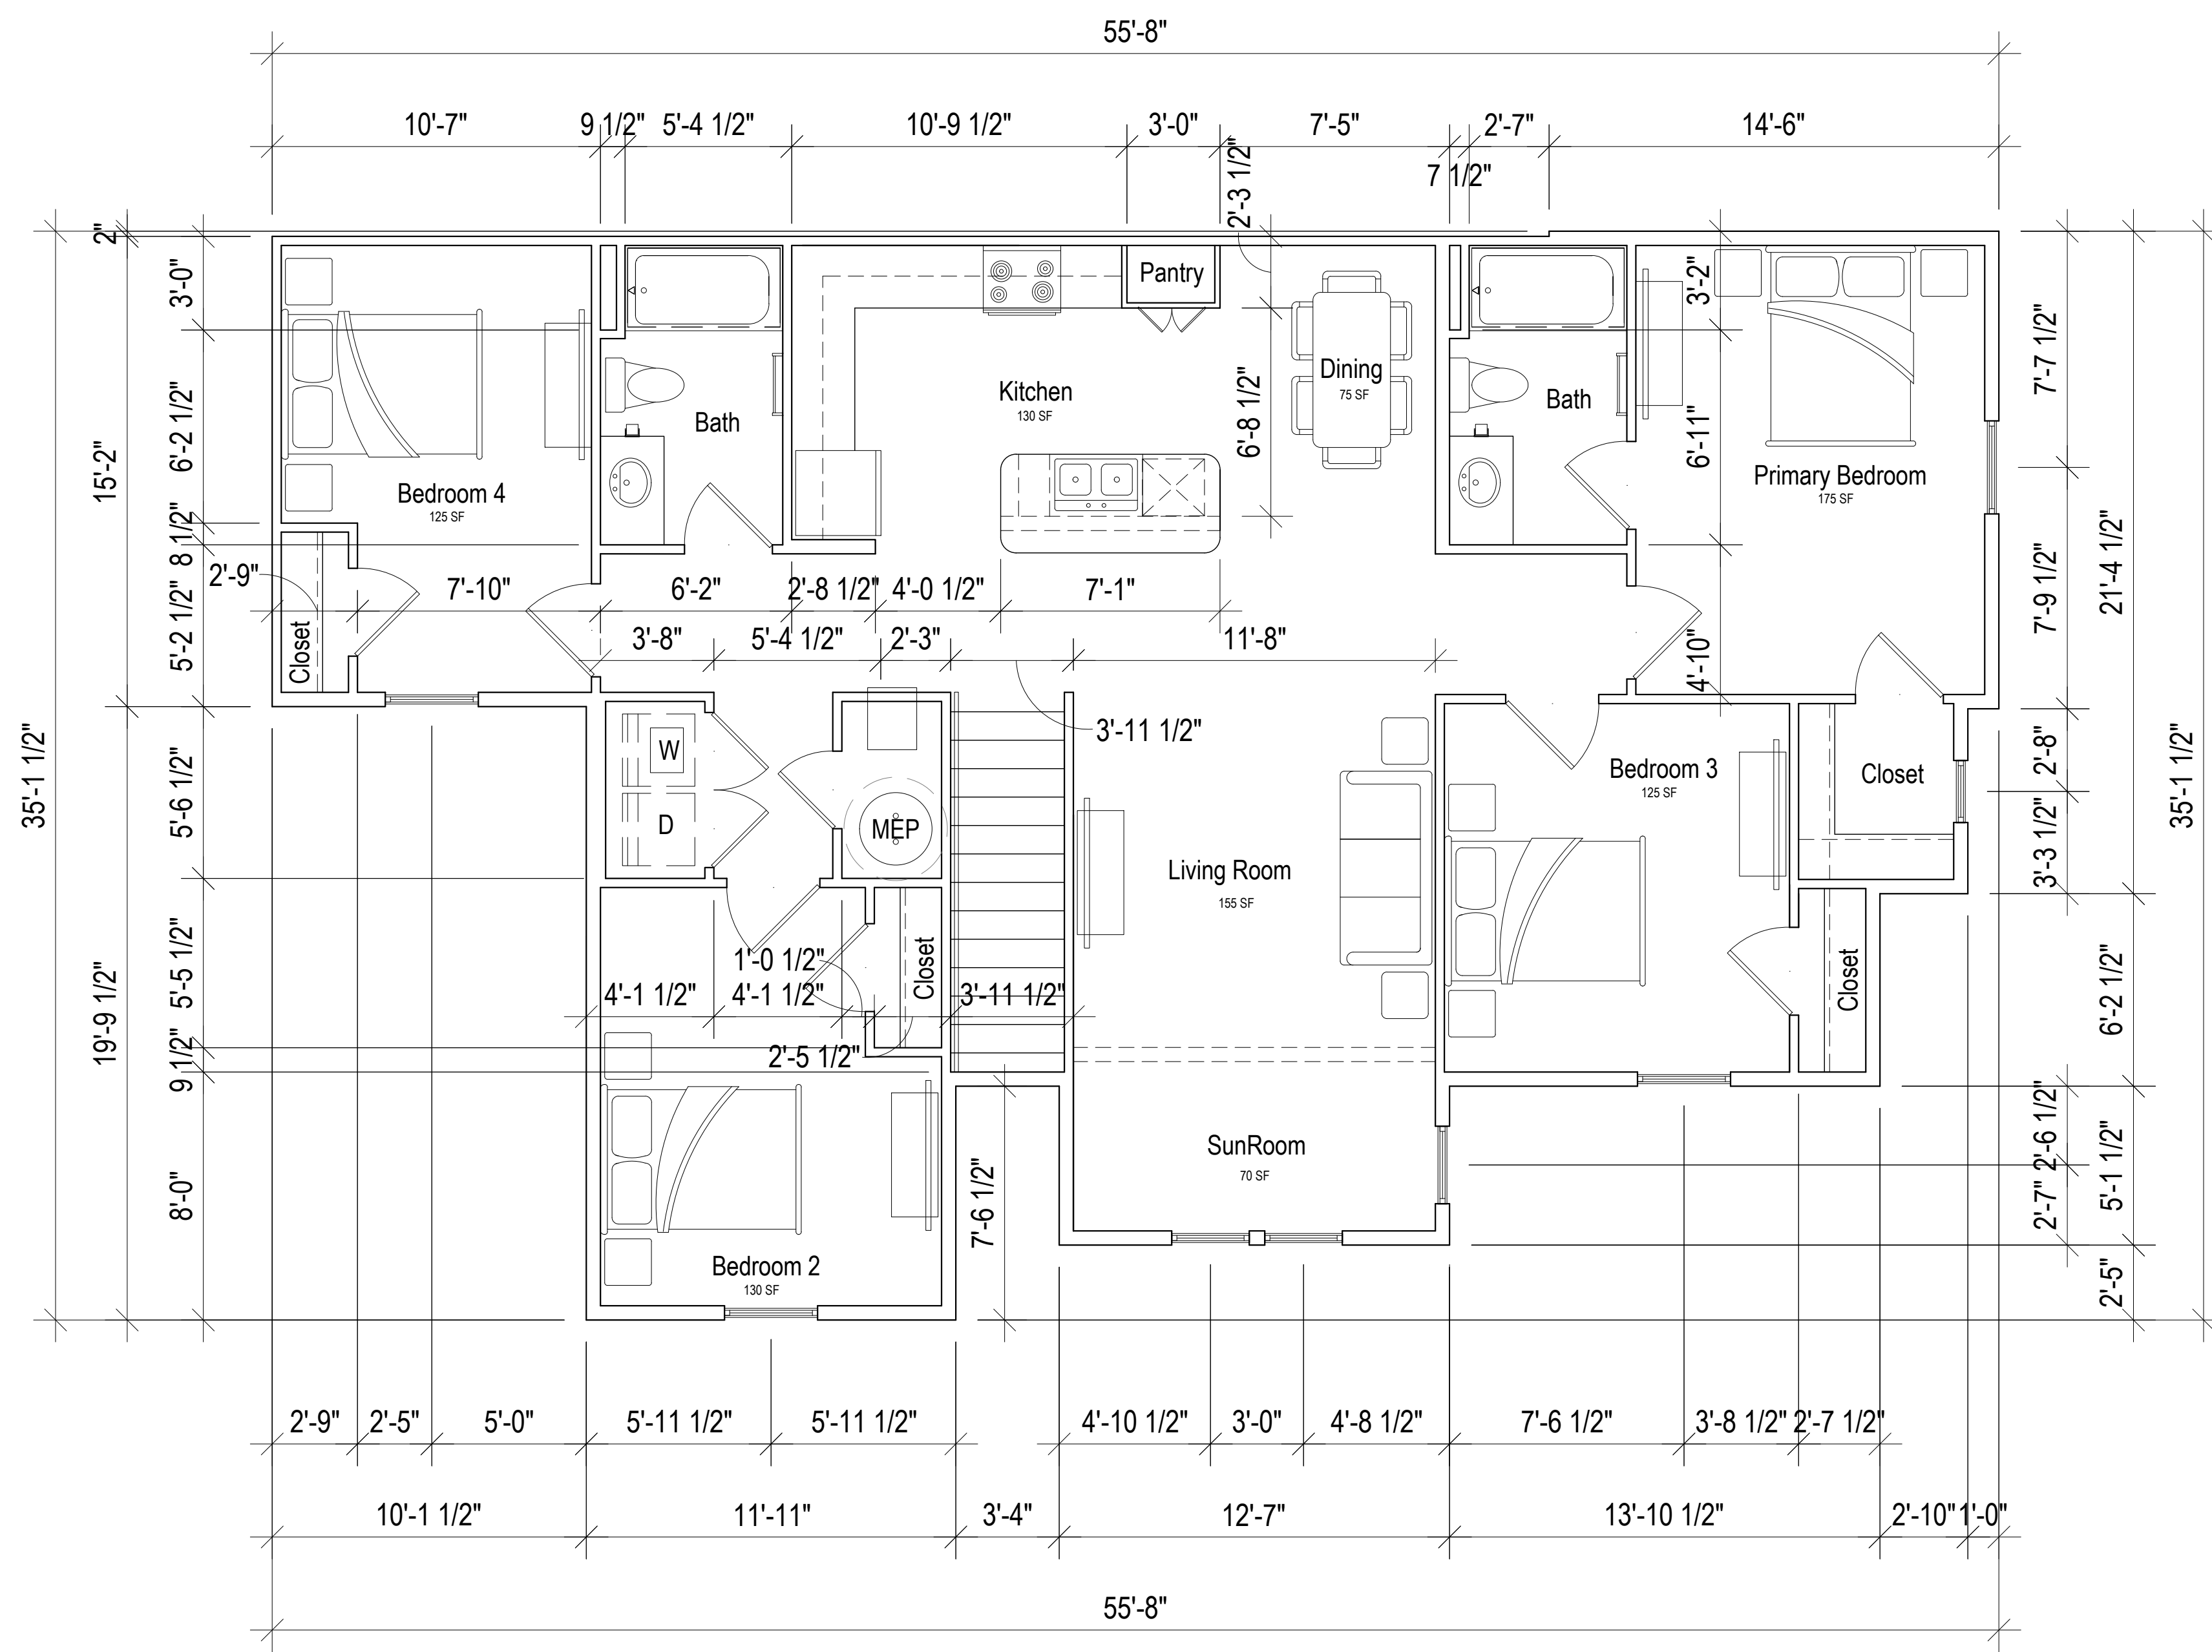 55'-8"
10'-7"
9 1/2"
5'-4 1/2"
10'-9 1/2"
3'-0"
7'-5"
2'-7"
14'-6"
7 1/2"
2'-3 1/2"
2"
3'-0"
Pantry
3'-2"
7'-7 1/2"
Dining
75 SF
Kitchen
130 SF
Bath
Bath
6'-2 1/2"
6'-8 1/2"
6'-11"
15'-2"
Primary Bedroom
175 SF
Bedroom 4
125 SF
8 1/2"
21'-4 1/2"
7'-9 1/2"
2'-9"
7'-10"
6'-2"
2'-8 1/2"
4'-0 1/2"
7'-1"
5'-2 1/2"
Closet
3'-8"
5'-4 1/2"
2'-3"
11'-8"
4'-10"
3'-11 1/2"
35'-1 1/2"
W
2'-8"
35'-1 1/2"
5'-6 1/2"
D
MEP
Bedroom 3
125 SF
Closet
3'-3 1/2"
Living Room
155 SF
5'-5 1/2"
1'-0 1/2"
Closet
Closet
6'-2 1/2"
19'-9 1/2"
4'-1 1/2"
4'-1 1/2"
3'-11 1/2"
9 1/2"
2'-5 1/2"
2'-6 1/2"
SunRoom
70 SF
8'-0"
7'-6 1/2"
5'-1 1/2"
2'-7"
Bedroom 2
130 SF
2'-5"
2'-9"
2'-5"
5'-0"
5'-11 1/2"
5'-11 1/2"
4'-10 1/2"
3'-0"
4'-8 1/2"
7'-6 1/2"
3'-8 1/2"
2'-7 1/2"
10'-1 1/2"
11'-11"
3'-4"
12'-7"
13'-10 1/2"
2'-10"
1'-0"
55'-8"